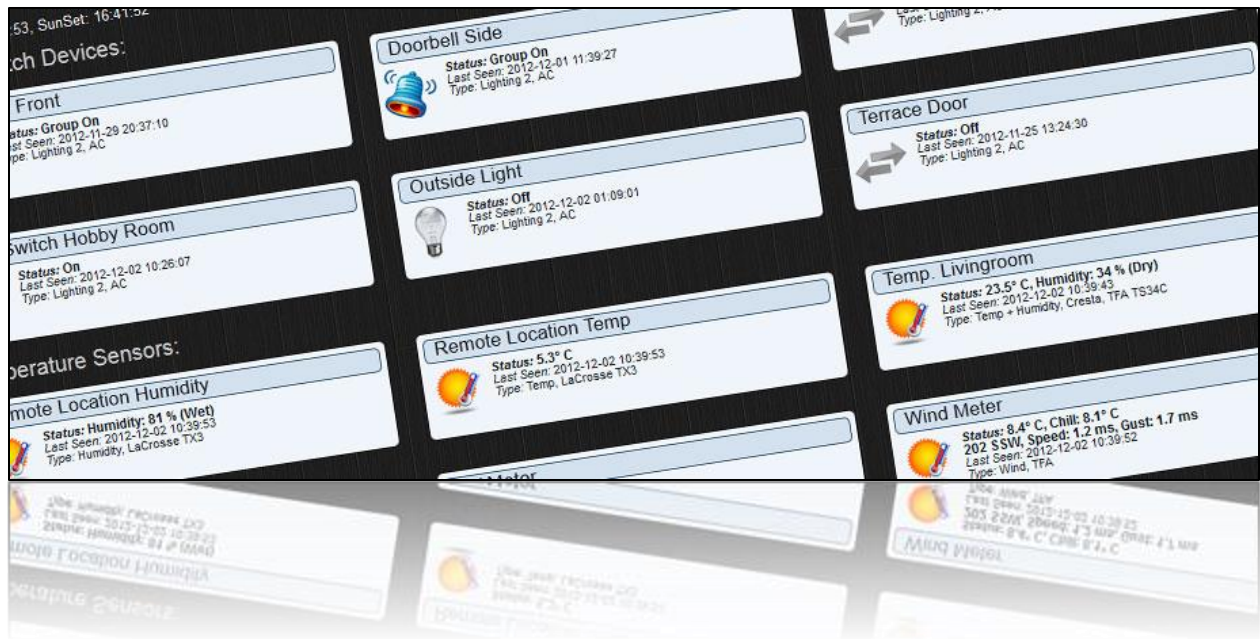 :53, SunSet: 16:41:52
ch Devices:
Front
atus: Group On
st Seen: 2012-11-29 20:37:10
pe: Lighting 2, AC
Doorbell Side
Status: Group On
Last Seen: 2012-12-01 11:39:27
Type: Lighting 2, AC
Type: Lighting 2,
Switch Hobby Room
Status: On
Last Seen: 2012-12-02 10:26:07
Type: Lighting 2, AC
Outside Light
Status: Off
Last Seen: 2012-12-02 01:09:01
Type: Lighting 2, AC
Terrace Door
Status: Off
Last Seen: 2012-11-25 13:24:30
Type: Lighting 2, AC
perature Sensors:
mote Location Humidity
Status: Humidity: 81 % (Wet)
Last Seen: 2012-12-02 10:39:53
Type: Humidity, LaCrosse TX3
Remote Location Temp
Status: 5.3° C
Last Seen: 2012-12-02 10:39:53
Type: Temp, LaCrosse TX3
Temp. Livingroom
Status: 23.5° C, Humidity: 34 % (Dry)
Last Seen: 2012-12-02 10:39:43
Type: Temp + Humidity, Cresta, TFA TS34C
Meter
Wind Meter
Status: 8.4° C, Chill: 8.1° C
202 SSW, Speed: 1.2 ms, Gust: 1.7 ms
Last Seen: 2012-12-02 10:39:52
Type: Wind, TFA